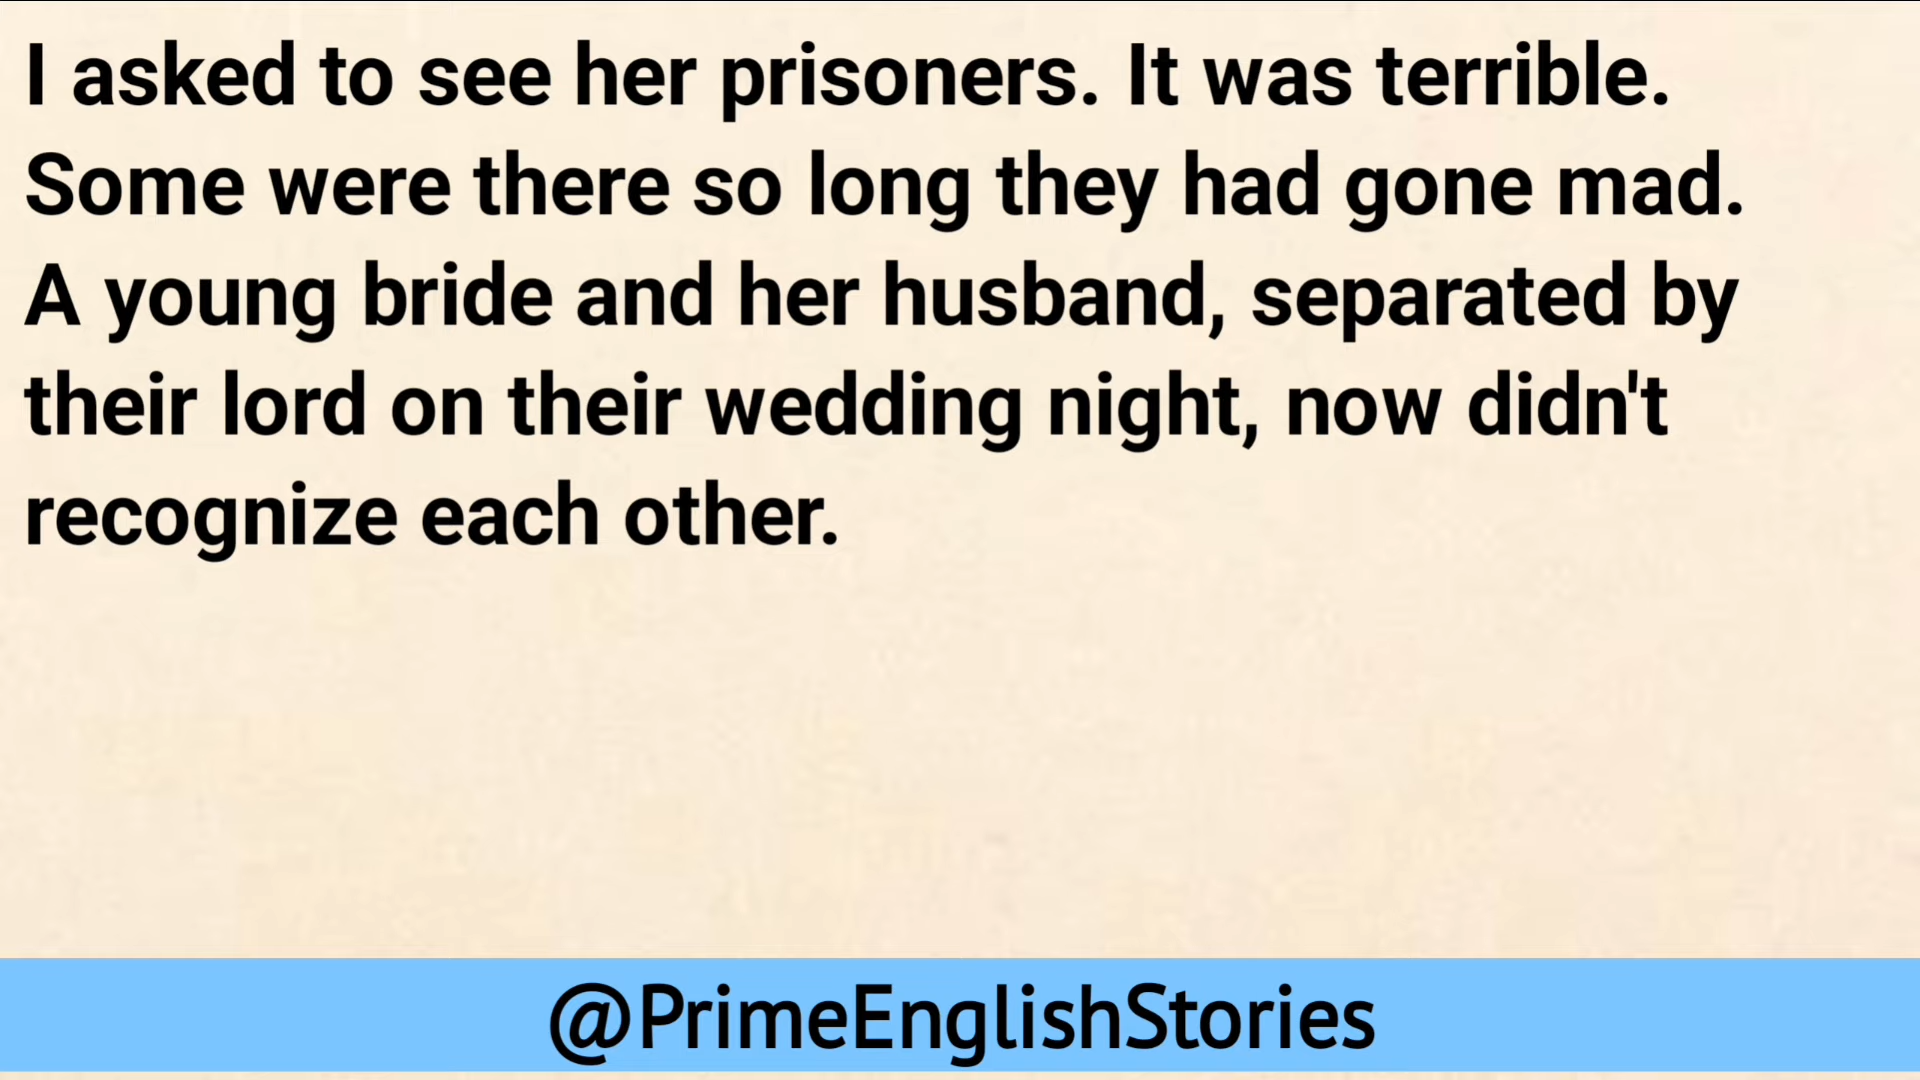 I asked to see her prisoners. It was terrible.
Some were there so long they had gone mad.
A young bride and her husband, separated by
their lord on their wedding night, now didn't
recognize each other.
@PrimeEnglishStories